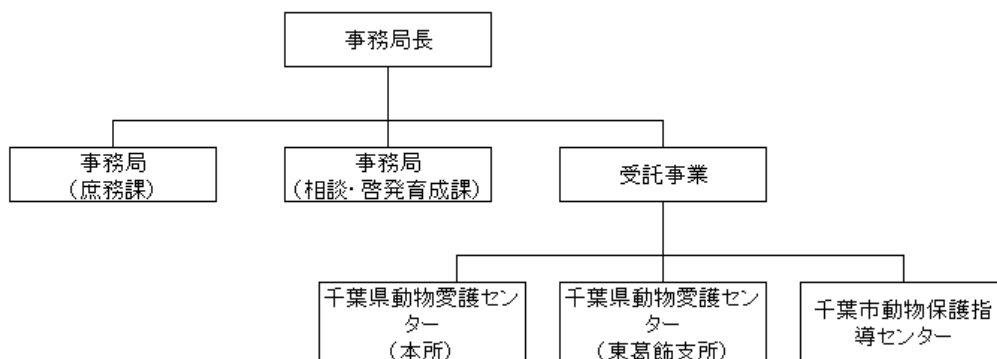 事務局長
事務局
（庶務課）
事務局
（相談・啓発育成課）
受託事業
千葉県動物愛護セン
ター
（本所）
千葉県動物愛護セン
ター
（東葛飾支所）
千葉市動物保護指
導センター